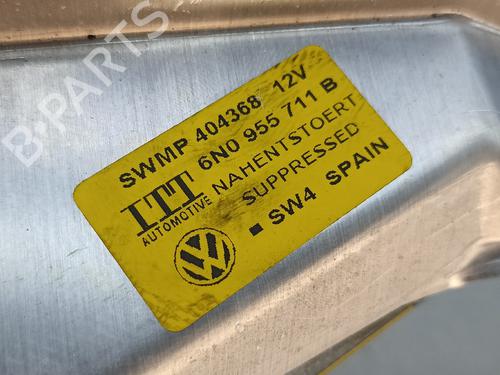 SWMP 404368 12V
6N0 955 711 B
ITT
AUTOMOTIVE
NAHENTSTOERT
SUPPRESSED
SW4 SPAIN
VW
B-PARTS